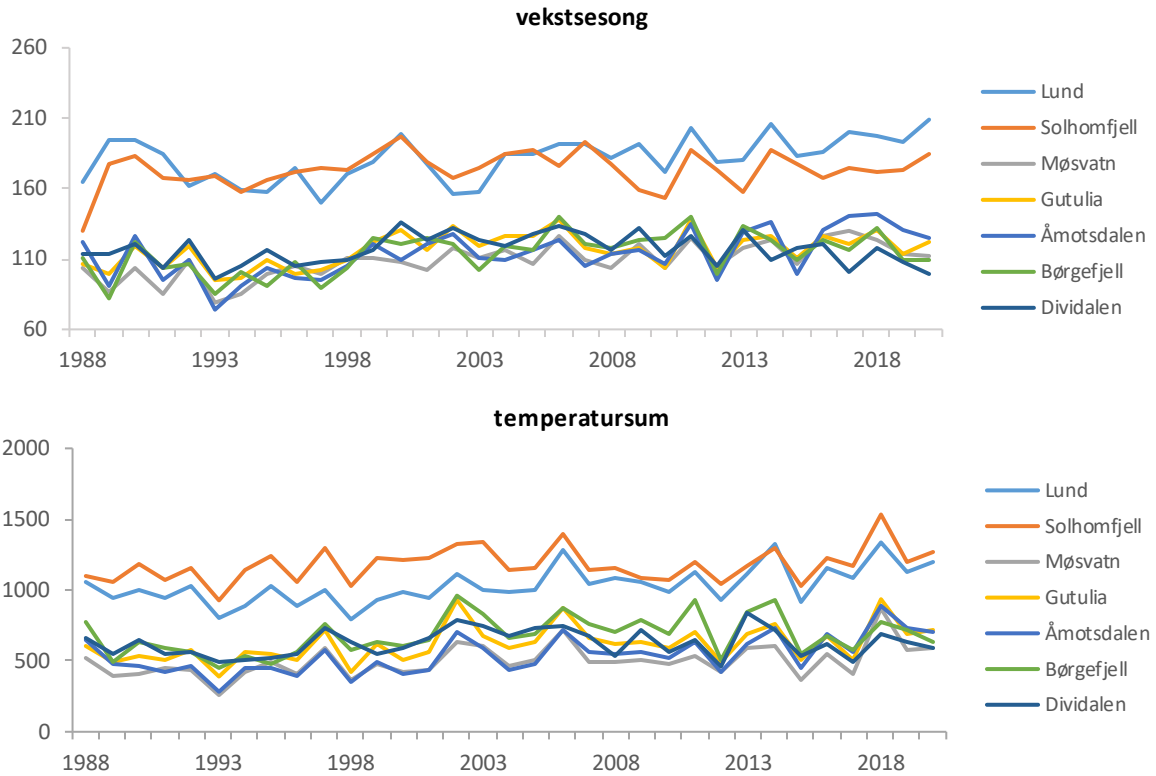 vekstsesong
260
210
160
110
60
1988 1993 1998 2003 2008 2013 2018
Lund
Solhomfjell
Møsvatn
Gutulia
Åmotsdalen
Børgefjell
Dividalen
temperatursum
2000
1500
1000
500
0
1988 1993 1998 2003 2008 2013 2018
Lund
Solhomfjell
Møsvatn
Gutulia
Åmotsdalen
Børgefjell
Dividalen